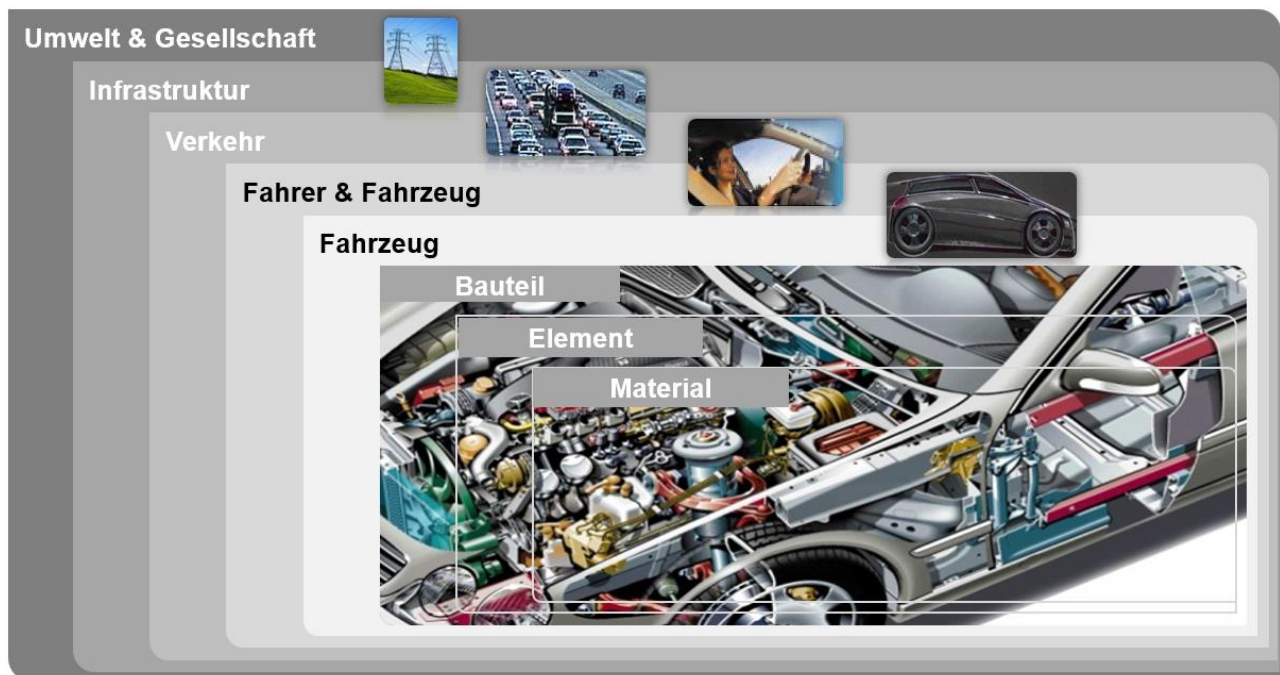 Umwelt & Gesellschaft
Infrastruktur
Verkehr
Fahrer & Fahrzeug
Fahrzeug
Bauteil
Element
Material